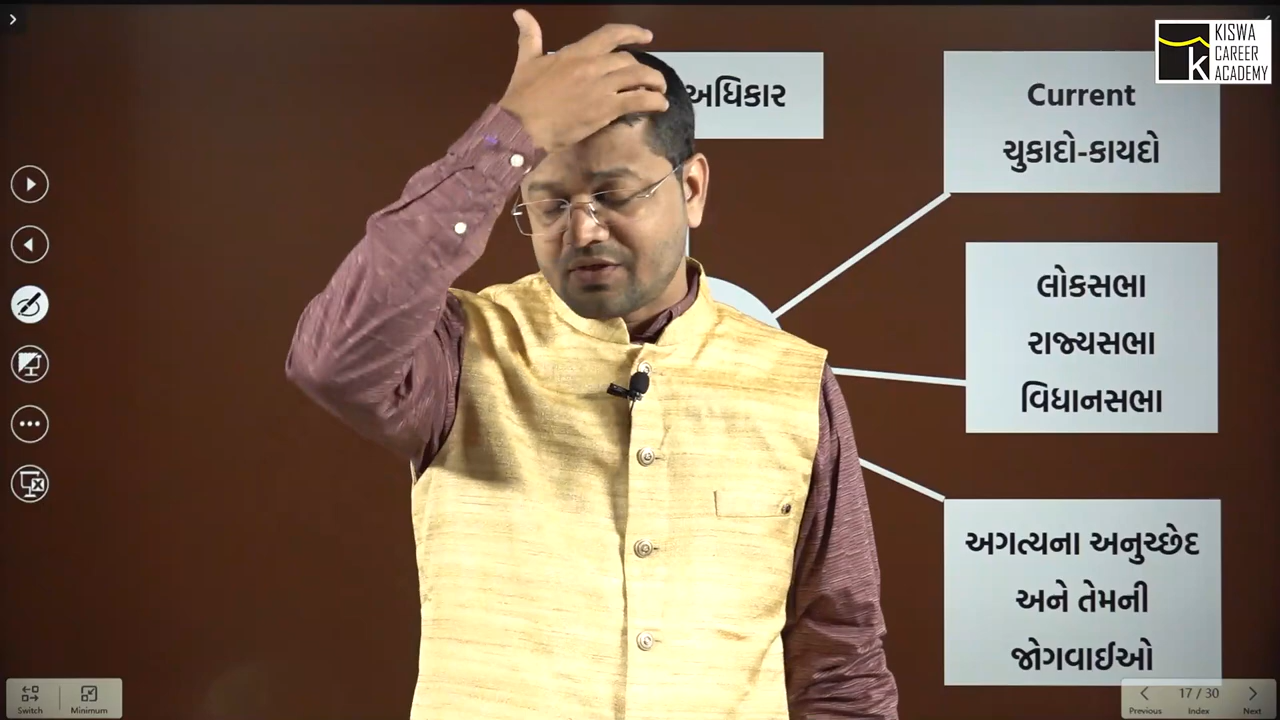 KISWA
CAREER
ACADEMY
k
અધિકાર
Current
ચુકાદો-કાયદો
લોકસભા
રાજ્યસભા
વિધાનસભા
અગત્યના અનુચ્છેદ
અને તેમની
જોગવાઈઓ
Switch
Minimum
17 / 30
Previous
Index
Next